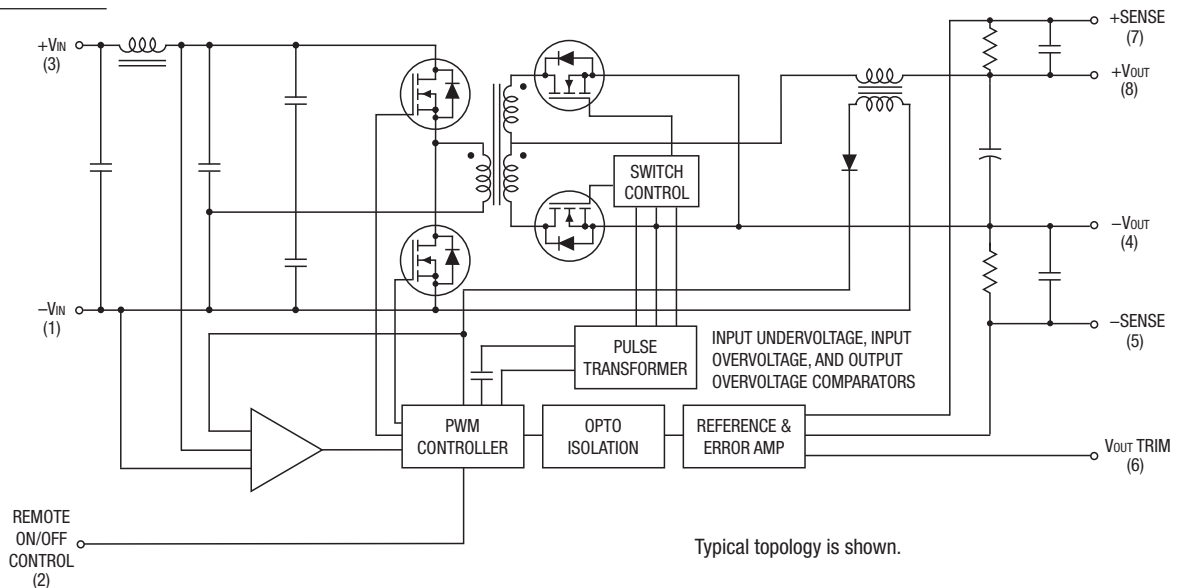 +VIN
(3)
+SENSE
(7)
+VOUT
(8)
SWITCH
CONTROL
−VOUT
(4)
−VIN
(1)
−SENSE
(5)
PULSE
TRANSFORMER
INPUT UNDERVOLTAGE, INPUT
OVERVOLTAGE, AND OUTPUT
OVERVOLTAGE COMPARATORS
PWM
CONTROLLER
OPTO
ISOLATION
REFERENCE &
ERROR AMP
VOUT TRIM
(6)
REMOTE
ON/OFF
CONTROL
(2)
Typical topology is shown.